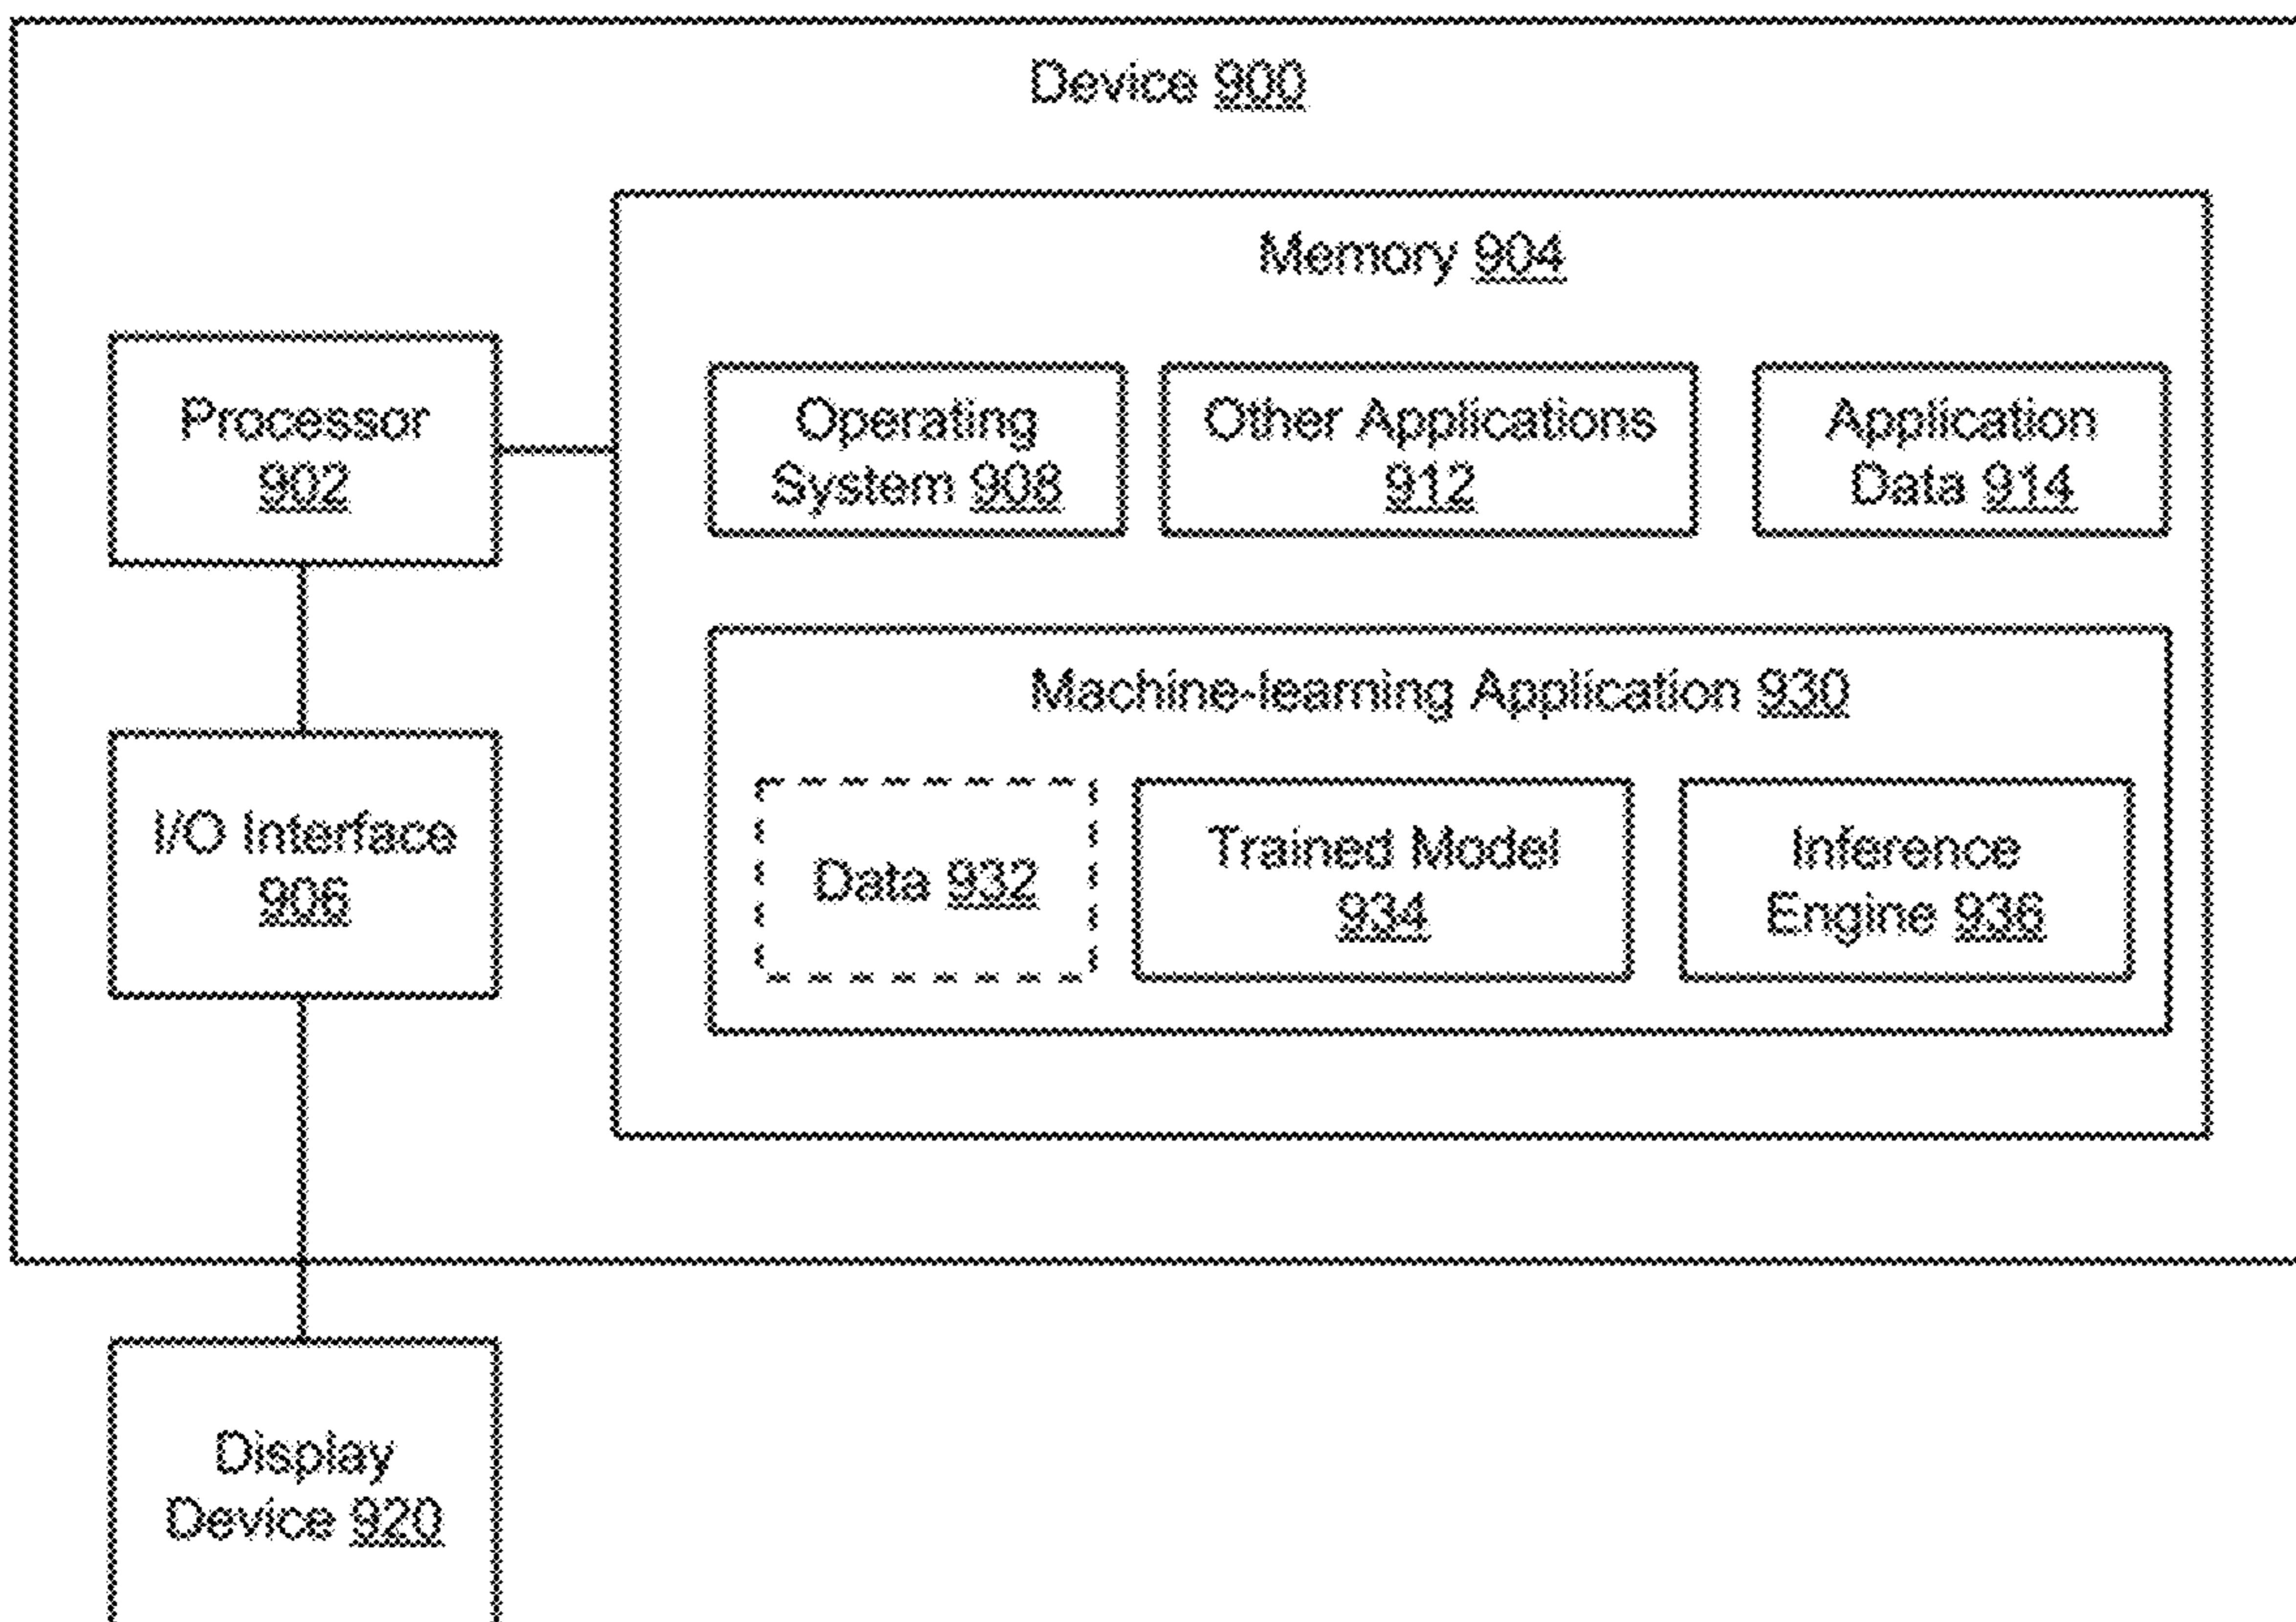 Device 900
Memory 904
Processor
902
Operating
System 908
Other Applications
912
Application
Data 914
Machine-learning Application 930
I/O Interface
906
Data 932
Trained Model
934
Inference
Engine 936
Display
Device 920